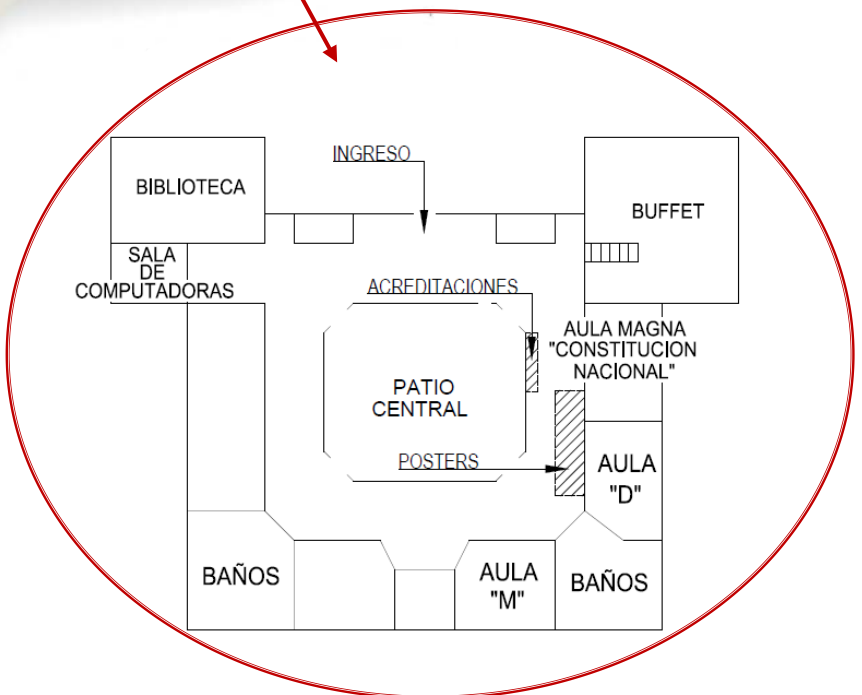 INGRESO
BIBLIOTECA
BUFFET
SALA
DE
COMPUTADORAS
ACREDITACIONES
AULA MAGNA
"CONSTITUCION
NACIONAL"
PATIO
CENTRAL
POSTERS
AULA
"D"
BAÑOS
AULA
"M"
BAÑOS